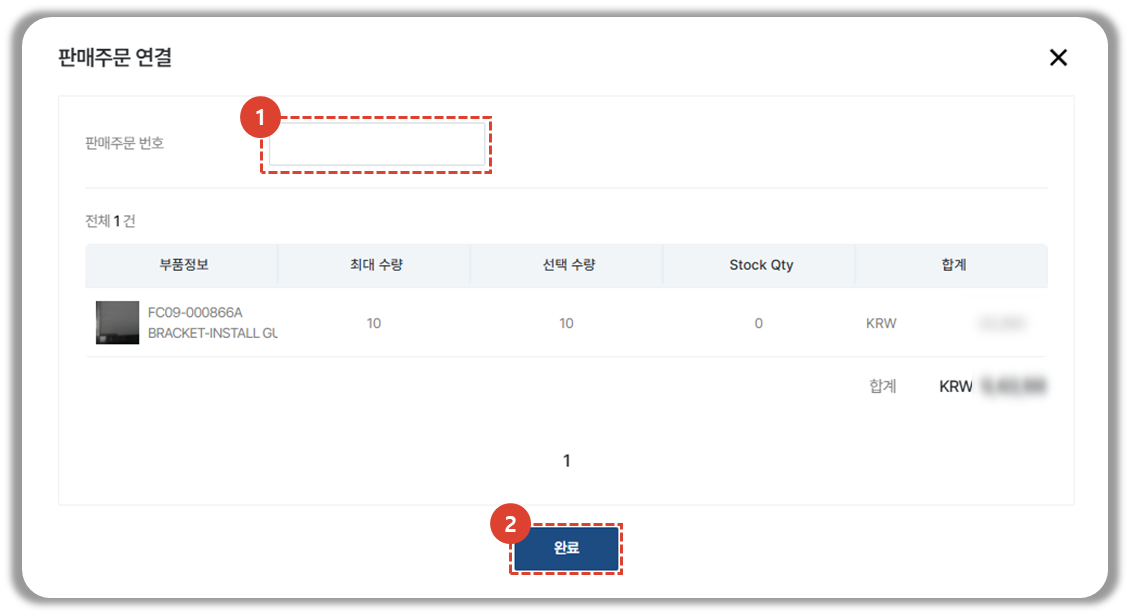 판매주문 연결
1
판매주문 번호
전체 1 건
부품정보 최대 수량 선택 수량 Stock Qty 합계
FC09-000866A
BRACKET-INSTALL GU
10 10 0 KRW
합계 KRW
1
2
완료